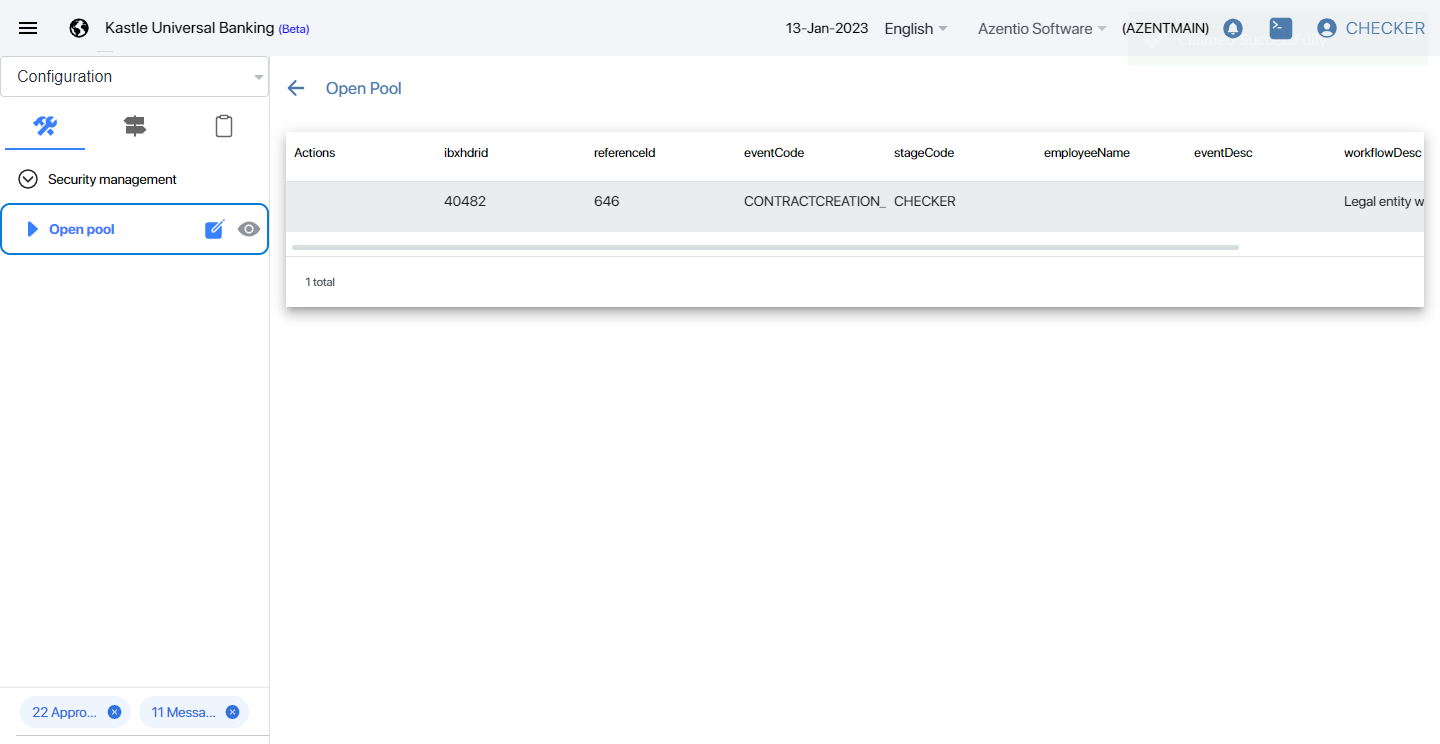 Kastle Universal Banking (Beta) 13-Jan-2023 English Azentio Software (AZENTMAIN) CHECKER
Configuration
Open Pool
Security management
Open pool
Actions ibxhdrid referenceId eventCode stageCode employeeName eventDesc workflowDesc
40482 646 CONTRACTCREATION_ CHECKER Legal entity w
1 total
22 Appro... 11 Messa...